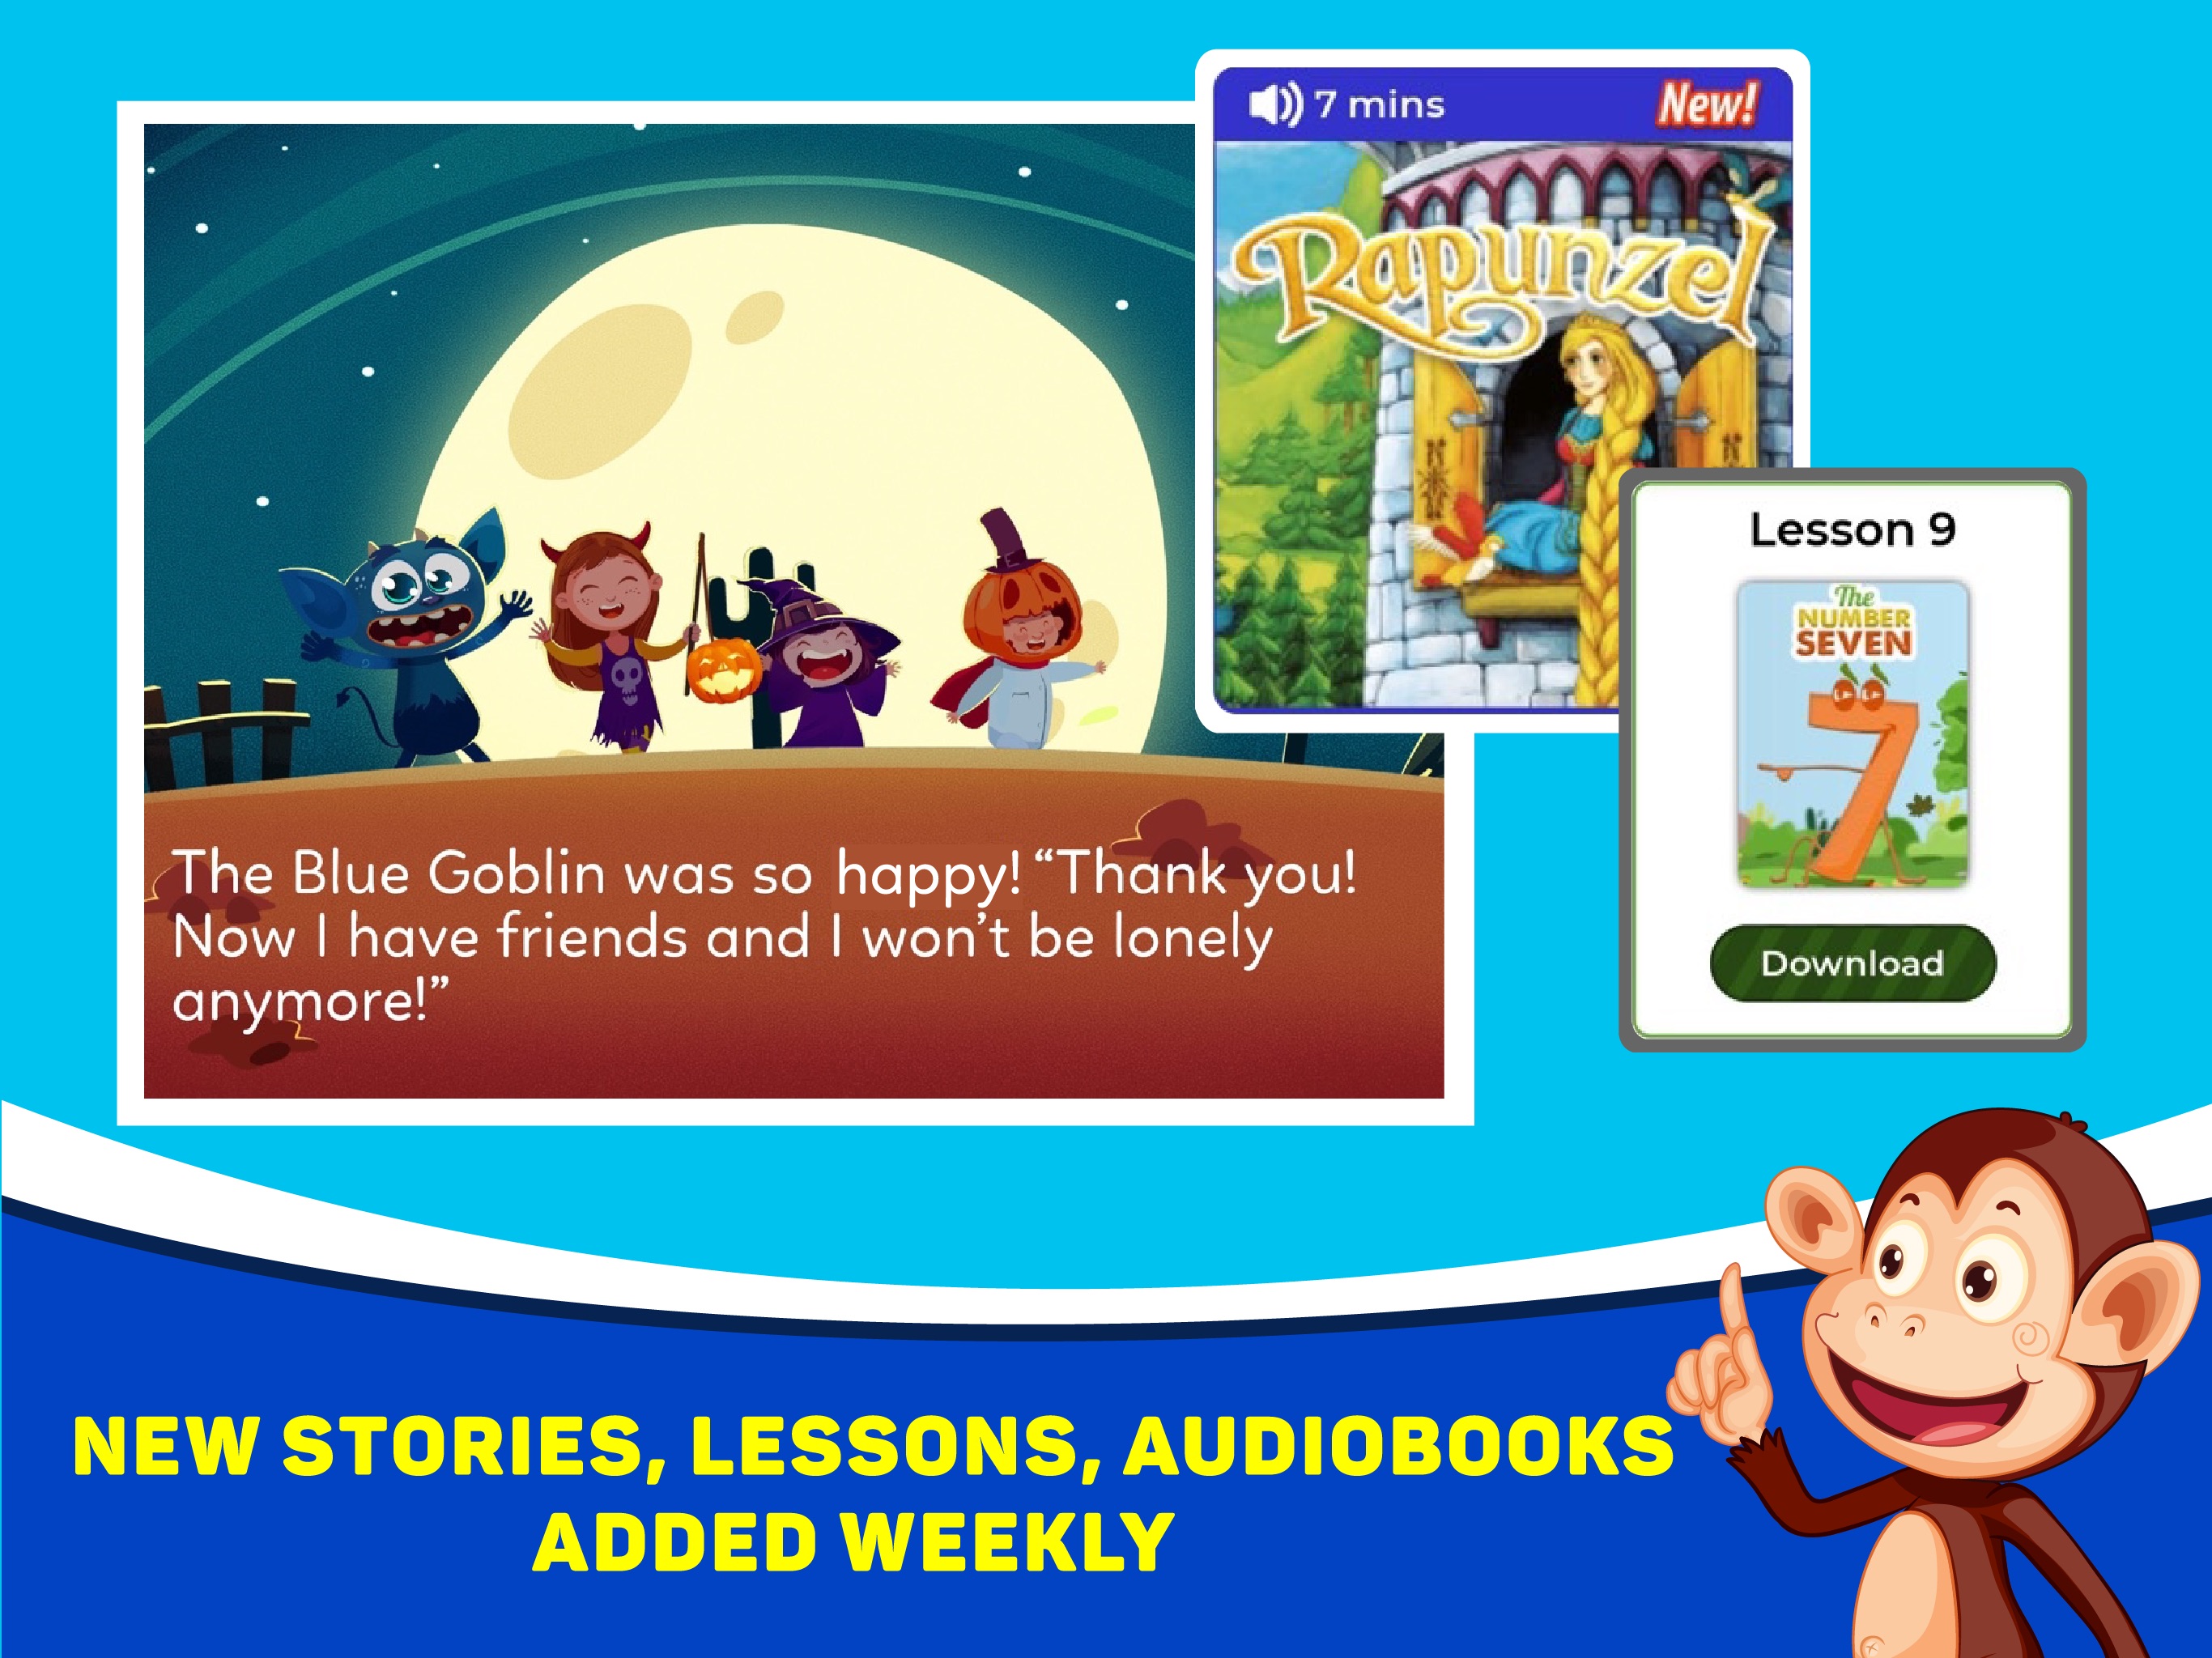 7 mins
New!
Rapunzel
Lesson 9
The
NUMBER
SEVEN
7
Download
The Blue Goblin was so happy! “Thank you!
Now I have friends and I won’t be lonely
anymore!”
NEW STORIES, LESSONS, AUDIOBOOKS
ADDED WEEKLY